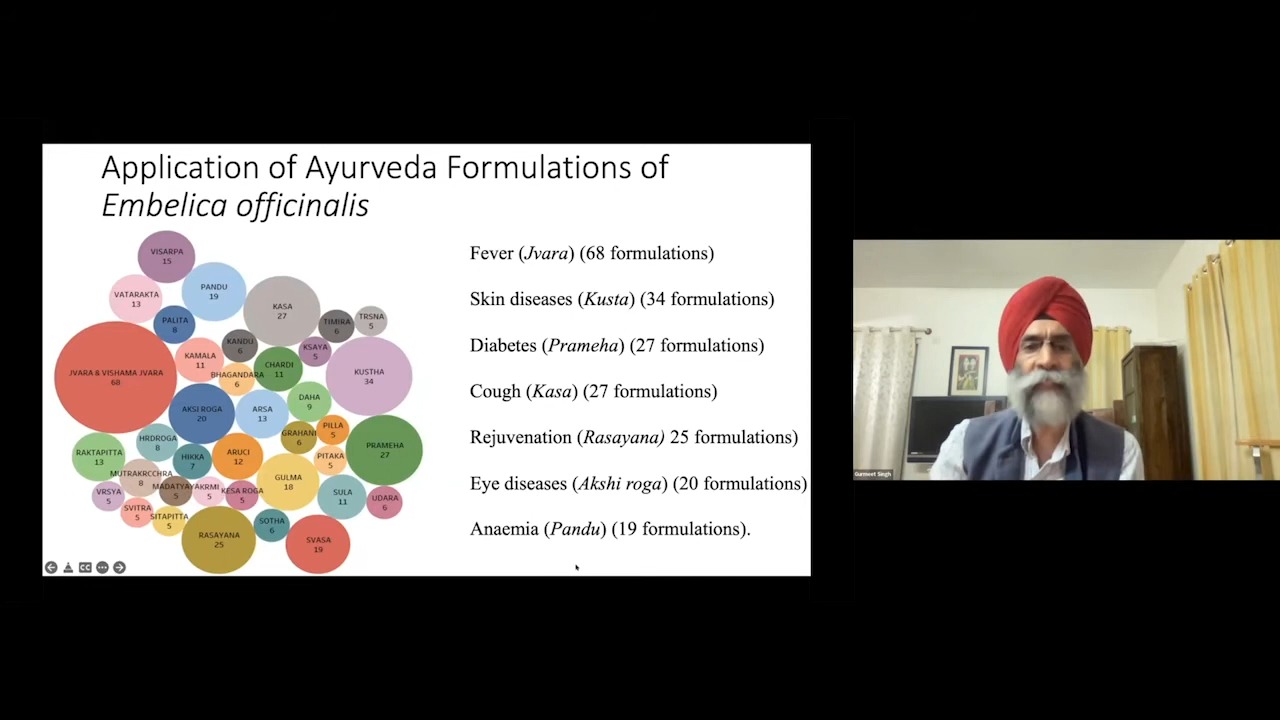 Application of Ayurveda Formulations of
Embelica officinalis
VISARPA
15
PANDU
19
VATARAKTA
13
KASA
27
PALITA
8
TIMIRA
6
TRSNA
5
KANDU
6
KSAYA
5
KAMALA
11
CHARDI
11
BHAGANDARA
6
JVARA & VISHAMA JVARA
68
KUSTHA
34
DAHA
9
AKSI ROGA
20
ARSA
13
PILLA
5
GRAHANI
6
HRDROGA
8
PRAMEHA
27
RAKTAPITTA
13
HIKKA
7
ARUCI
12
PITAKA
5
MUTRAKRCCHRA
8
GULMA
18
VRSYA
5
MADATYAYA
5
KRMI
5
KESA ROGA
5
SULA
11
UDARA
6
SVITRA
5
SITAPITTA
5
SOTHA
6
RASAYANA
25
SVASA
19
Fever (Jvara) (68 formulations)
Skin diseases (Kusta) (34 formulations)
Diabetes (Prameha) (27 formulations)
Cough (Kasa) (27 formulations)
Rejuvenation (Rasayana) 25 formulations)
Eye diseases (Akshi roga) (20 formulations)
Anaemia (Pandu) (19 formulations).
CC
Gurmeet Singh